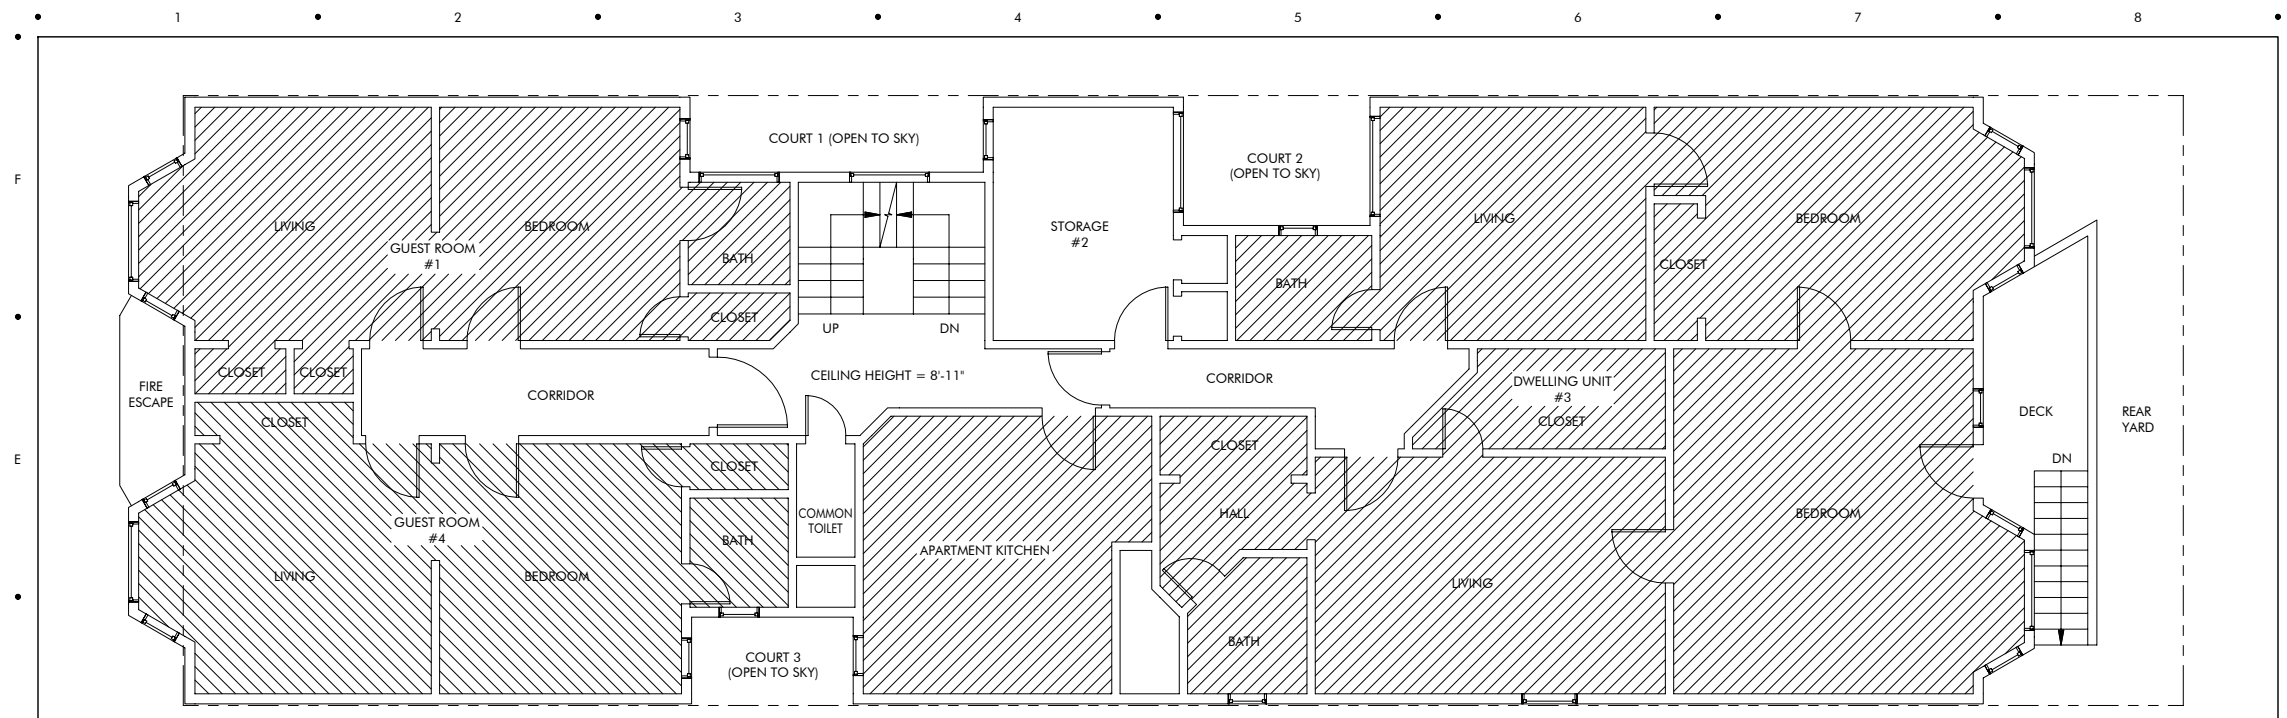 1 2 3 4 5 6 7 8
F
E
COURT 1 (OPEN TO SKY)
COURT 2
(OPEN TO SKY)
LIVING
GUEST ROOM
#1
BEDROOM
BATH
CLOSET
UP
DN
STORAGE
#2
BATH
LIVING
CLOSET
BEDROOM
CLOSET
CLOSET
FIRE
ESCAPE
CORRIDOR
CEILING HEIGHT = 8'-11"
CORRIDOR
DWELLING UNIT
#3
CLOSET
DECK
REAR
YARD
DN
CLOSET
CLOSET
GUEST ROOM
#4
LIVING
BEDROOM
BATH
COMMON
TOILET
APARTMENT KITCHEN
CLOSET
HALL
BATH
LIVING
BEDROOM
COURT 3
(OPEN TO SKY)